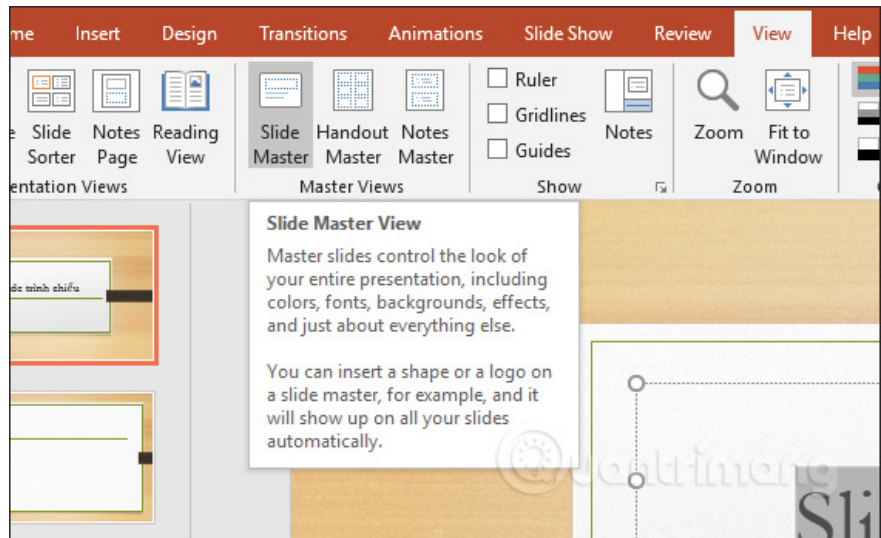 Insert Design Transitions Animations Slide Show Review View Help
Ruler
Gridlines
Guides
Slide Notes Reading Slide Handout Notes Notes Zoom Fit to
Sorter Page View Master Master Master Window
Master Views Show Zoom
Slide Master View
Master slides control the look of
your entire presentation, including
colors, fonts, backgrounds, effects,
and just about everything else.
You can insert a shape or a logo on
a slide master, for example, and it
will show up on all your slides
automatically.
trình chiếu
Quantrimang
Sli